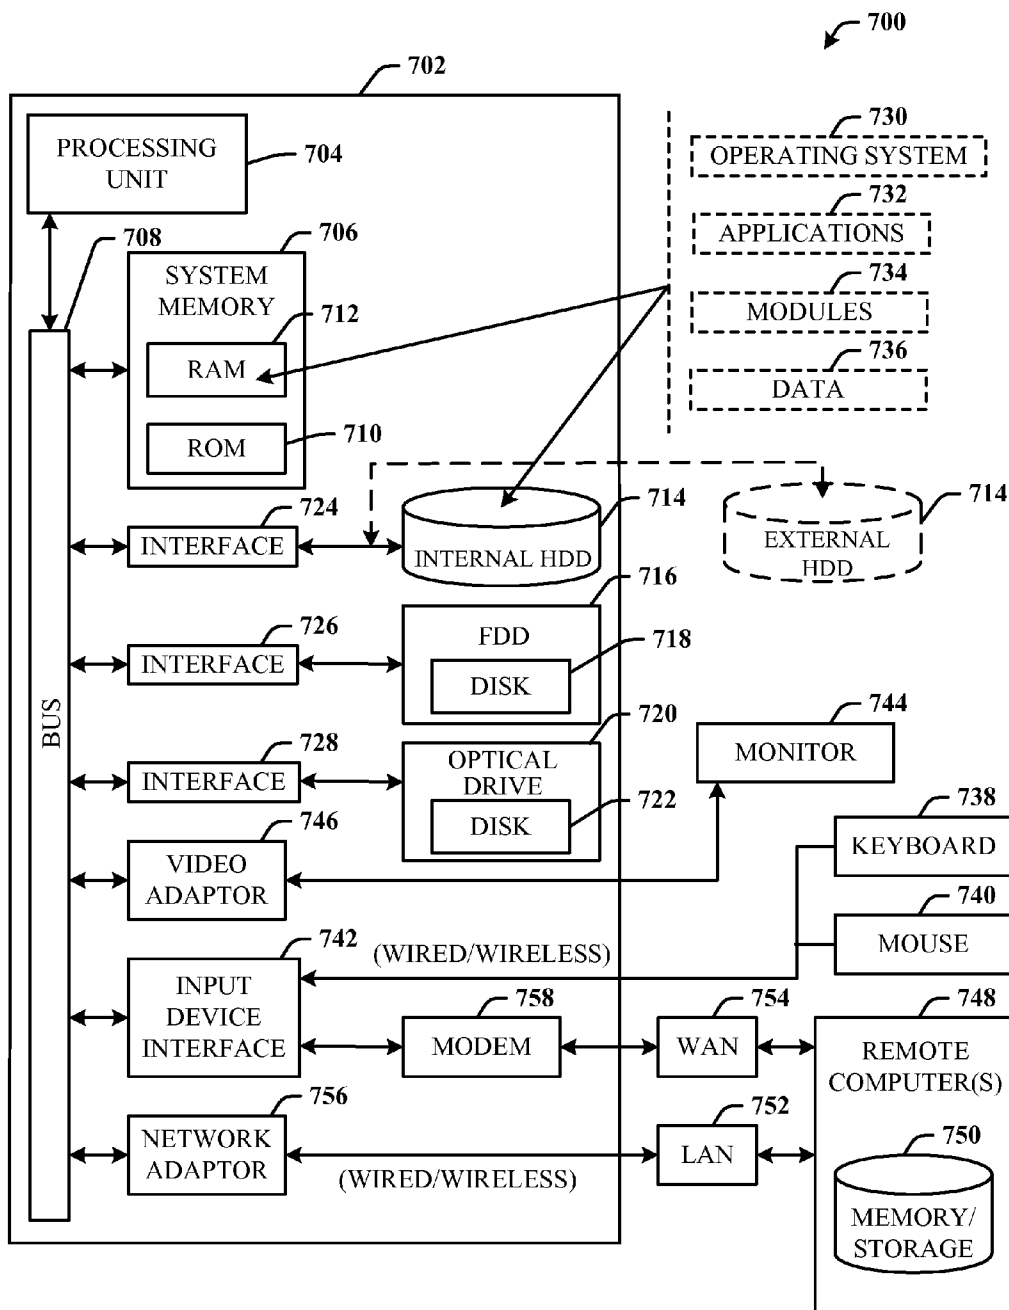 700
702
730
OPERATING SYSTEM
PROCESSING
UNIT
704
732
APPLICATIONS
708
706
SYSTEM
MEMORY
734
MODULES
712
RAM
736
DATA
710
ROM
724
INTERFACE
714
INTERNAL HDD
714
EXTERNAL
HDD
716
FDD
726
INTERFACE
718
DISK
BUS
720
OPTICAL
DRIVE
744
MONITOR
728
INTERFACE
722
DISK
738
KEYBOARD
746
VIDEO
ADAPTOR
740
MOUSE
742
INPUT
DEVICE
INTERFACE
(WIRED/WIRELESS)
758
MODEM
754
WAN
748
REMOTE
COMPUTER(S)
756
NETWORK
ADAPTOR
(WIRED/WIRELESS)
752
LAN
750
MEMORY/
STORAGE